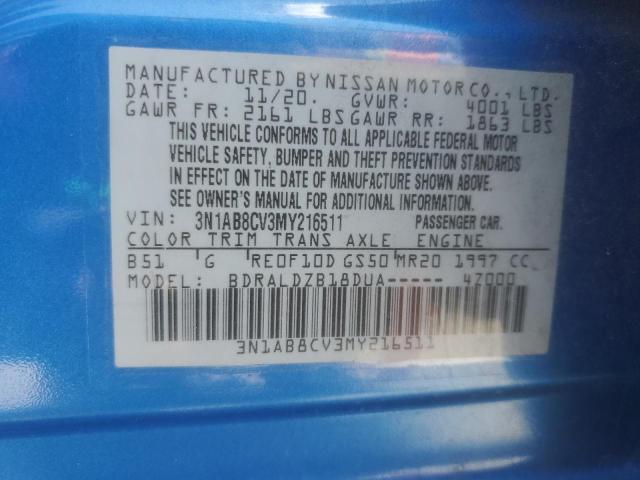 MANUFACTURED BY NISSAN MOTOR CO., LTD.
DATE: 11/20. GVWR: 4001 LBS
GAWR FR: 2161 LBS GAWR RR: 1863 LBS
THIS VEHICLE CONFORMS TO ALL APPLICABLE FEDERAL MOTOR
VEHICLE SAFETY, BUMPER AND THEFT PREVENTION STANDARDS
IN EFFECT ON THE DATE OF MANUFACTURE SHOWN ABOVE.
SEE OWNER'S MANUAL FOR ADDITIONAL INFORMATION.
VIN: 3N1AB8CV3MY216511 PASSENGER CAR.
COLOR TRIM TRANS AXLE ENGINE
B51 G RE0F10D GS50 MR20 1997 CC
MODEL: BDRALDZB18DUA----- 4Z000
3N1AB8CV3MY216511